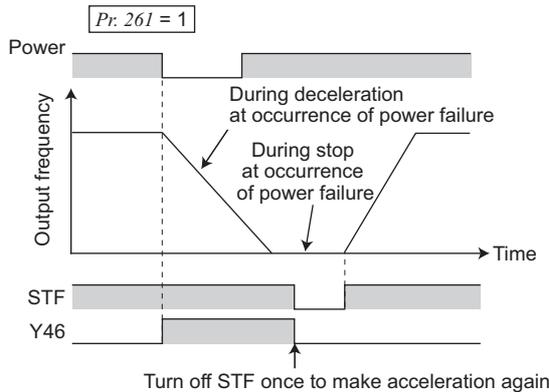 Pr. 261 = 1
Power
During deceleration
at occurrence of power failure
During stop
at occurrence
of power failure
Output frequency
Time
STF
Y46
Turn off STF once to make acceleration again